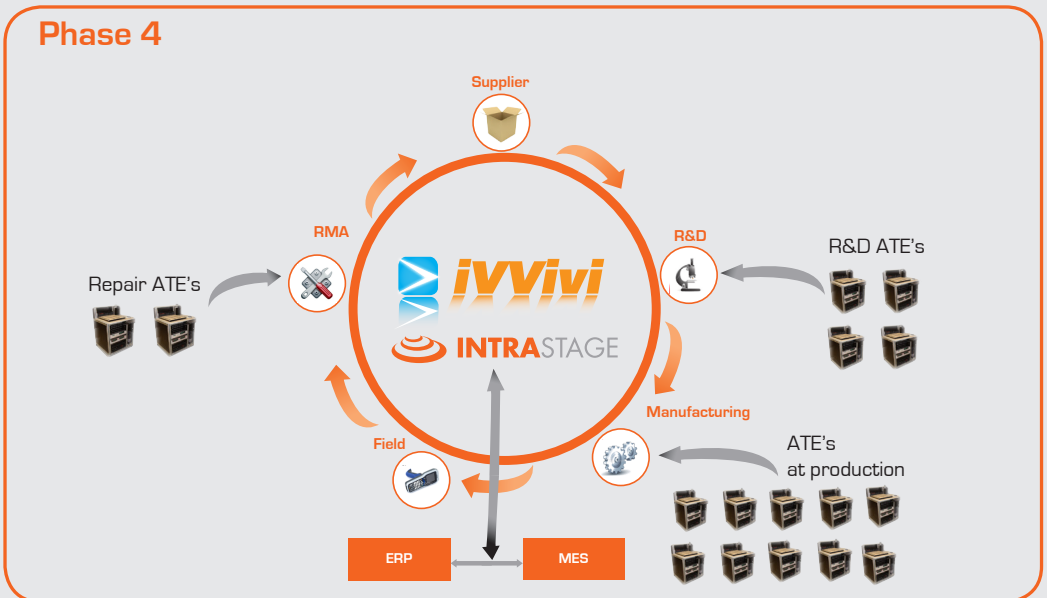 Phase 4
Supplier
RMA
R&D
R&D ATE's
Repair ATE's
iVVivi
INTRASTAGE
Manufacturing
Field
ATE's
at production
ERP
MES